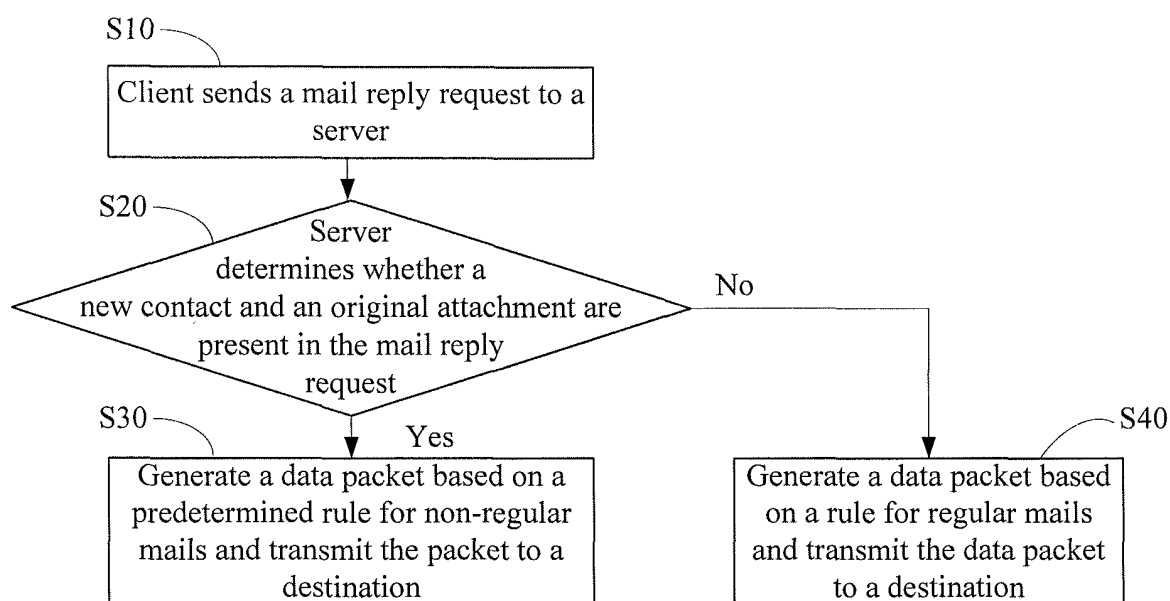 S10
Client sends a mail reply request to a
server
S20
Server
determines whether a
new contact and an original attachment are
present in the mail reply
request
No
S30
Yes
S40
Generate a data packet based on a
predetermined rule for non-regular
mails and transmit the packet to a
destination
Generate a data packet based
on a rule for regular mails
and transmit the data packet
to a destination